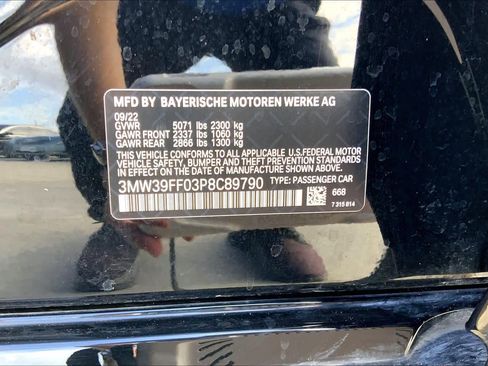 MFD BY BAYERISCHE MOTOREN WERKE AG
09/22
GVWR 5071 lbs 2300 kg
GAWR FRONT 2337 lbs 1060 kg
GAWR REAR 2866 lbs 1300 kg
THIS VEHICLE CONFORMS TO ALL APPLICABLE U.S.FEDERAL MOTOR
VEHICLE SAFETY, BUMPER AND THEFT PREVENTION STANDARDS
IN EFFECT ON THE DATE OF MANUFACTURE SHOWN ABOVE.
3MW39FF03P8C89790 TYPE: PASSENGER CAR
668
7 315 814